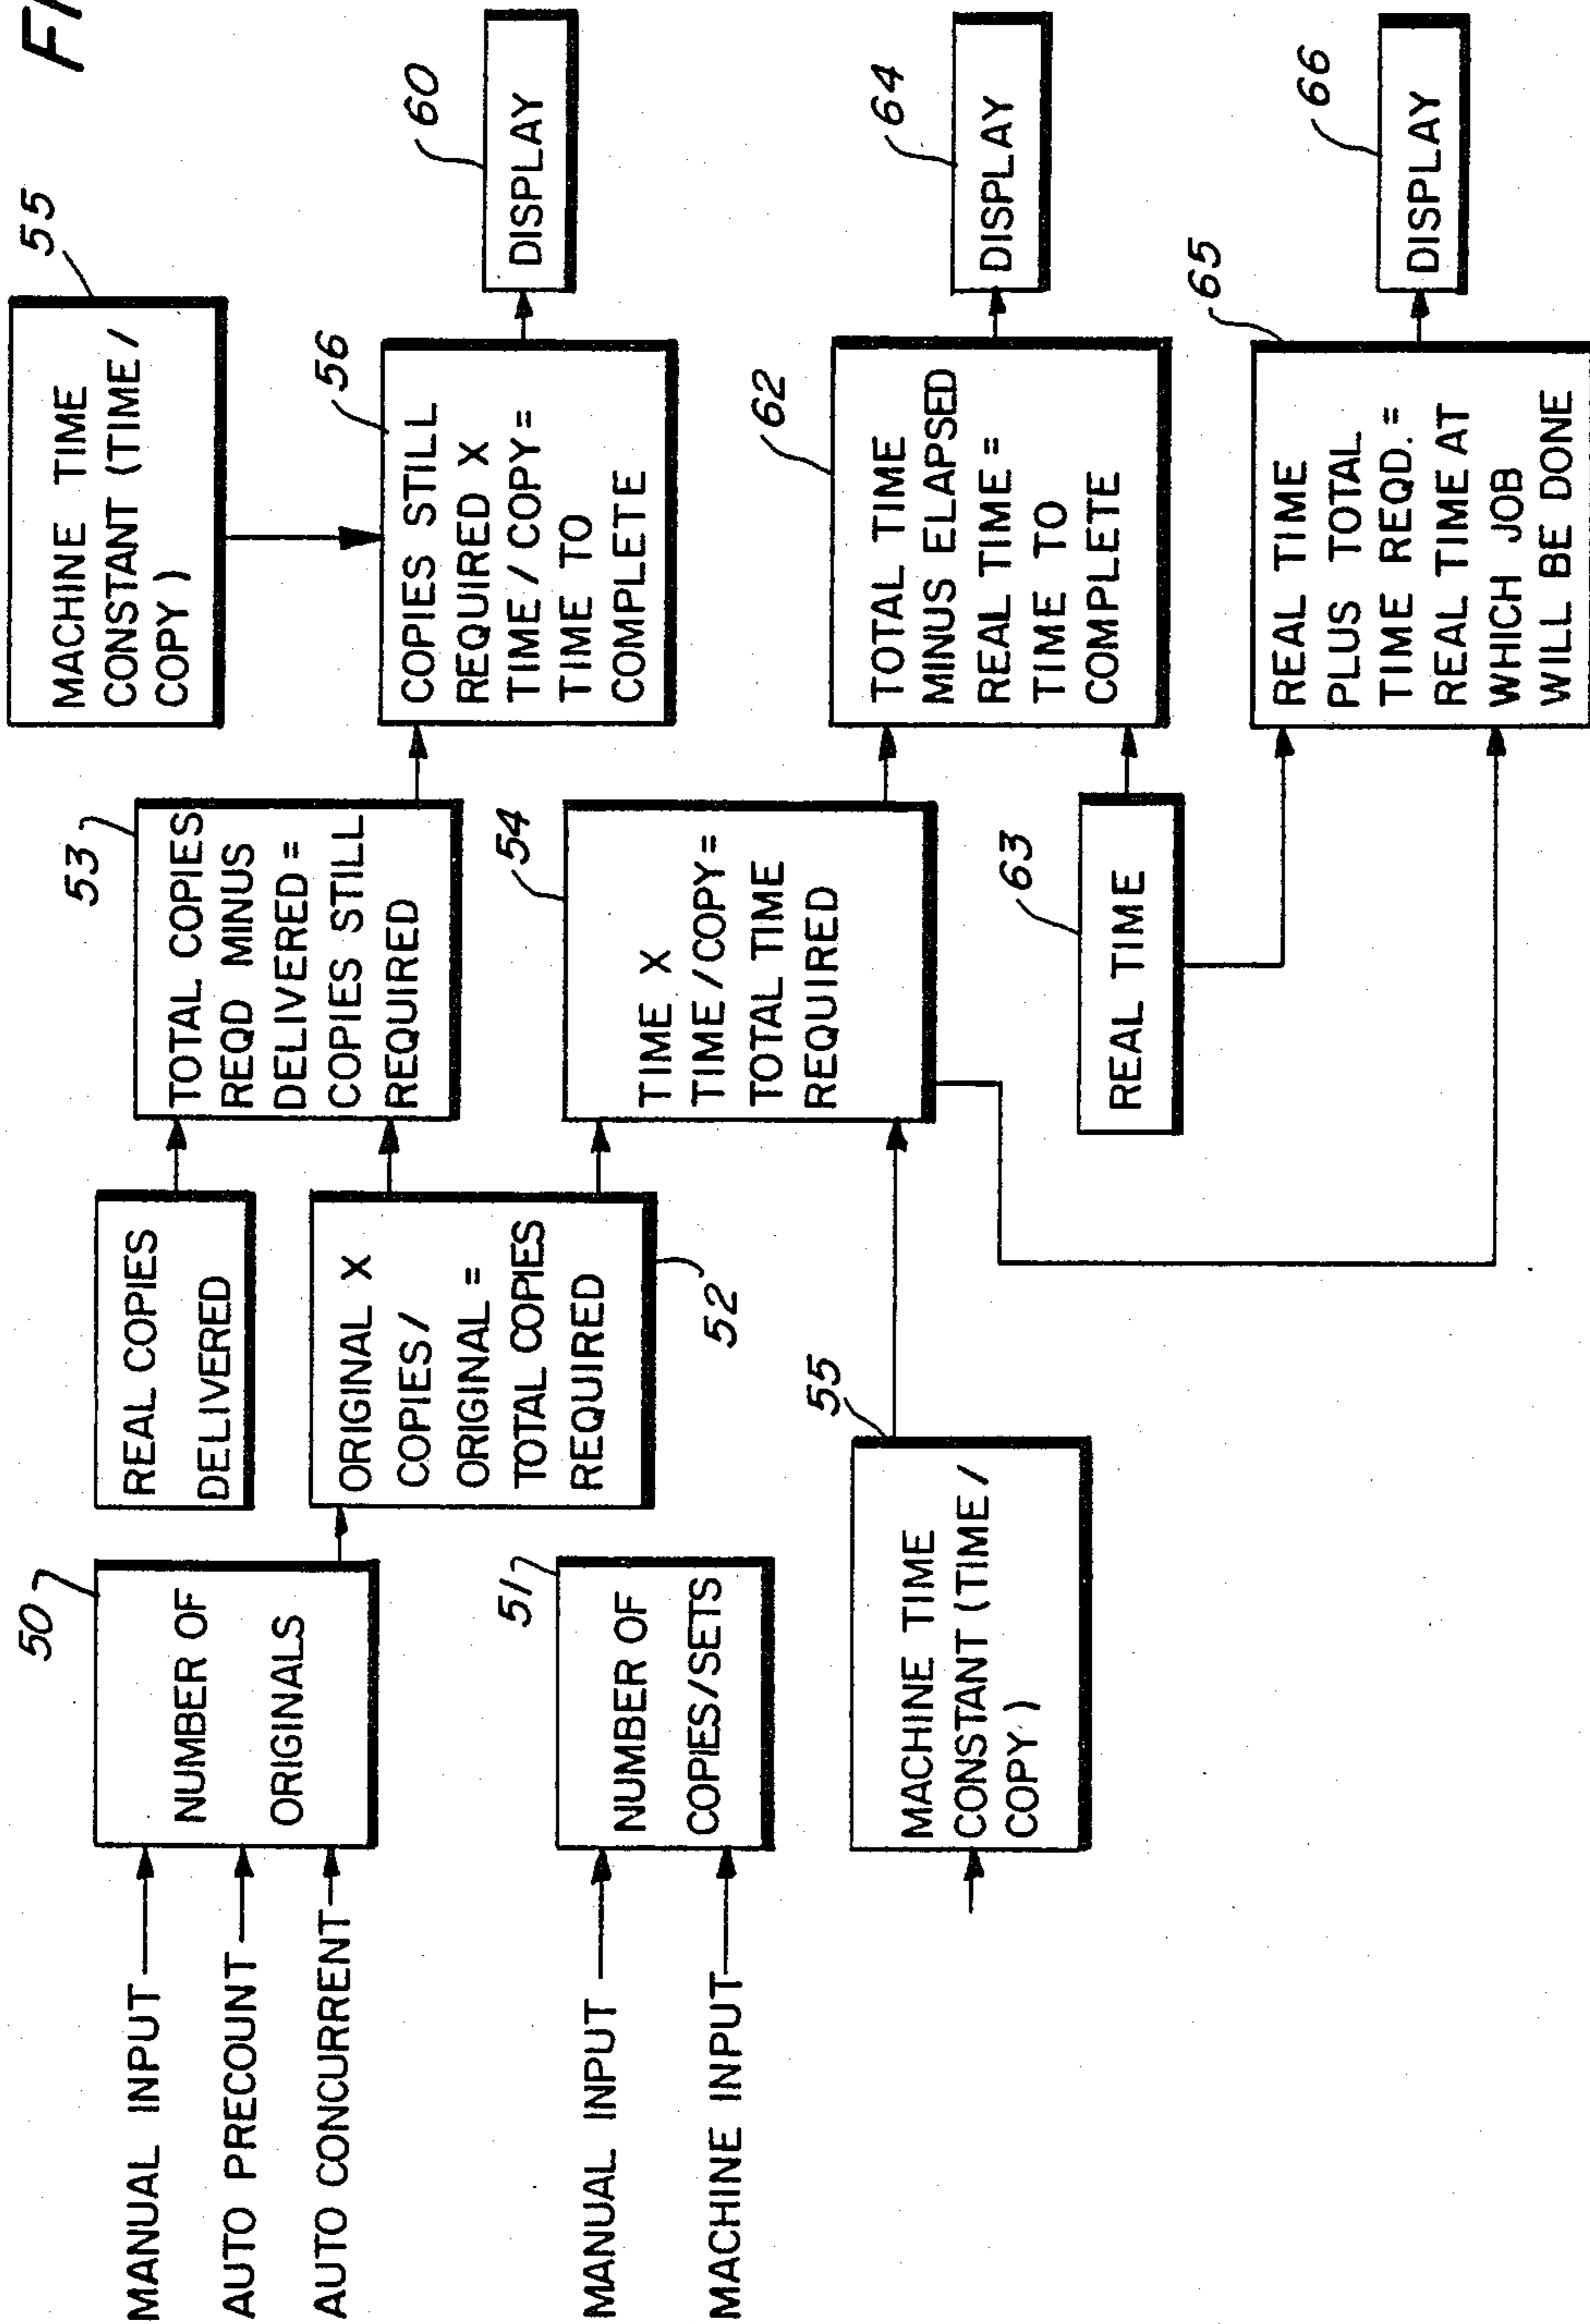 MANUAL INPUT
AUTO PRECOUNT
AUTO CONCURRENT
50
NUMBER OF
ORIGINALS
MANUAL INPUT
MACHINE INPUT
51
NUMBER OF
COPIES/SETS
55
MACHINE TIME
CONSTANT (TIME/
COPY)
REAL COPIES
DELIVERED
ORIGINAL X
COPIES/
ORIGINAL =
TOTAL COPIES
REQUIRED
52
53
TOTAL COPIES
REQD MINUS
DELIVERED =
COPIES STILL
REQUIRED
54
TIME X
TIME/COPY =
TOTAL TIME
REQUIRED
63
REAL TIME
55
MACHINE TIME
CONSTANT (TIME/
COPY)
56
COPIES STILL
REQUIRED X
TIME/COPY =
TIME TO
COMPLETE
62
TOTAL TIME
MINUS ELAPSED
REAL TIME =
TIME TO
COMPLETE
65
REAL TIME
PLUS TOTAL
TIME REQD. =
REAL TIME AT
WHICH JOB
WILL BE DONE
60
DISPLAY
64
DISPLAY
66
DISPLAY